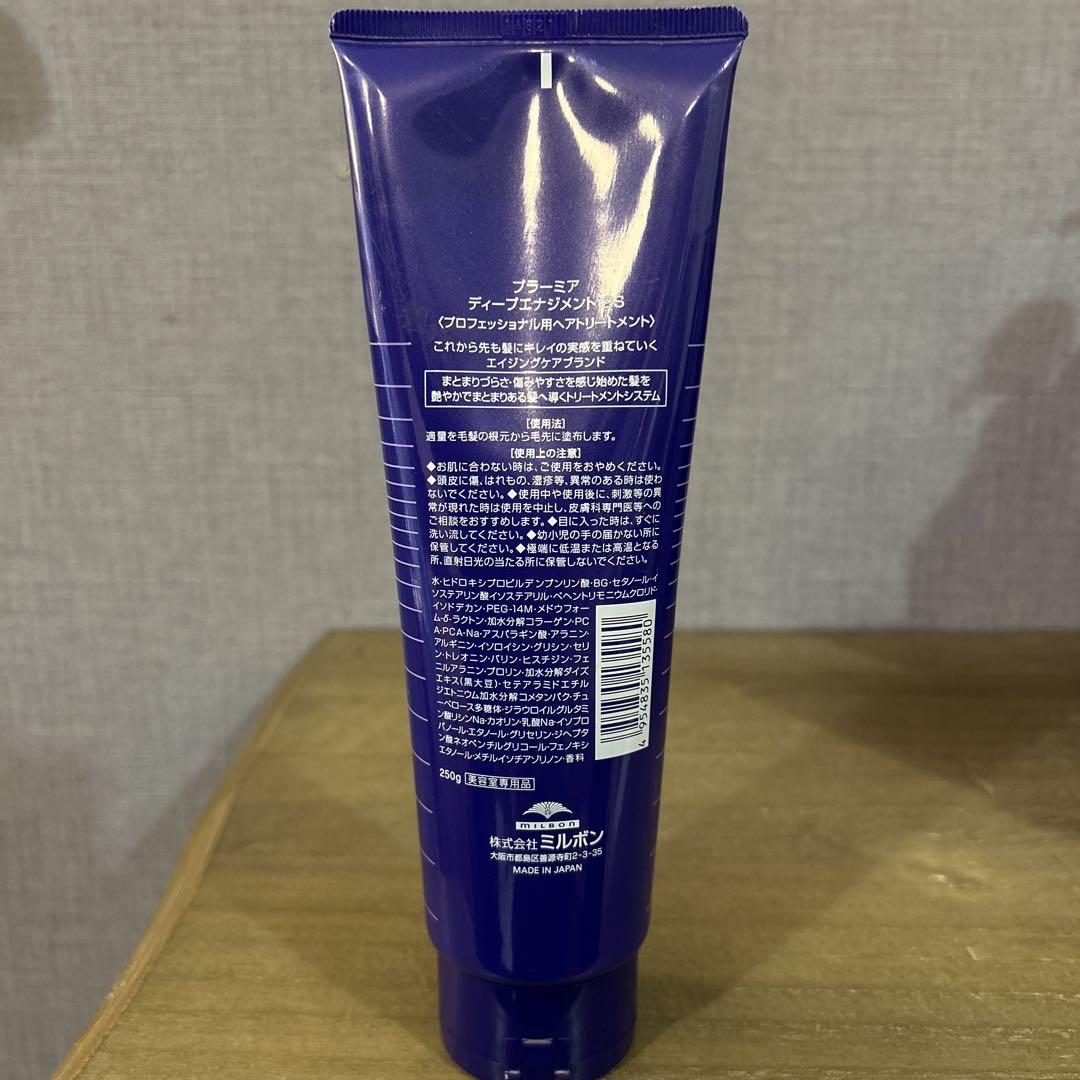 プラーミア
ディープエナジメント 2S
〈プロフェッショナル用ヘアトリートメント〉
これから先も髪にキレイの実感を重ねていく
エイジングケアブランド
まとまりづらさ・傷みやすさを感じ始めた髪を
艶やかでまとまりある髪へ導くトリートメントシステム
[使用法]
適量を毛髪の根元から毛先に塗布します。
[使用上の注意]
◆お肌に合わない時は、ご使用をおやめください。
◆頭皮に傷、はれもの、湿疹等、異常のある時は使わ
ないでください。◆使用中や使用後に、刺激等の異
常が現れた時は使用を中止し、皮膚科専門医等への
ご相談をおすすめします。◆目に入った時は、すぐに
洗い流してください。◆幼小児の手の届かない所に
保管してください。◆極端に低温または高温となる
所、直射日光の当たる所に保管しないでください。
水・ヒドロキシプロピルデンプンリン酸・BG・セタノール・イ
ソステアリン酸イソステアリル・ベヘントリモニウムクロリド・
イソドデカン・PEG-14M・メドウフォー
ム-δ-ラクトン・加水分解コラーゲン・PC
A・PCA-Na・アスパラギン酸・アラニン・
アルギニン・イソロイシン・グリシン・セリ
ン・トレオニン・バリン・ヒスチジン・フェ
ニルアラニン・プロリン・加水分解ダイズ
エキス(黒大豆)・セテアラミドエチル
ジエトニウム加水分解コメタンパク・チュ
ーベロース多糖体・ジラウロイルグルタミ
ン酸リシンNa・カオリン・乳酸Na・イソプロ
パノール・エタノール・グリセリン・ジヘプタ
ン酸ネオペンチルグリコール・フェノキシ
エタノール・メチルイソチアゾリノン・香料
4 954835 135580
250g 美容室専用品
MILBON
株式会社ミルボン
大阪市都島区善源寺町2-3-35
MADE IN JAPAN